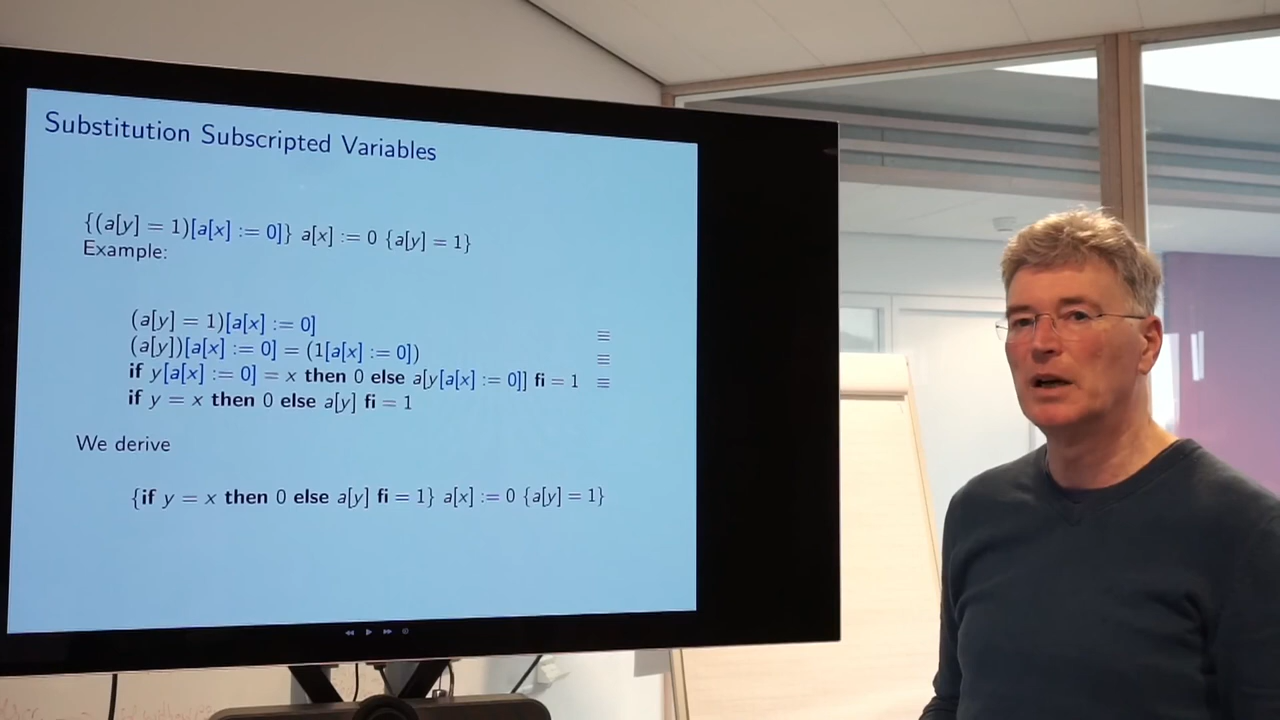 Substitution Subscripted Variables
{(a[y] = 1)[a[x] := 0]} a[x] := 0 {a[y] = 1}
Example:
(a[y] = 1)[a[x] := 0] ≡
(a[y])[a[x] := 0] = (1[a[x] := 0]) ≡
if y[a[x] := 0] = x then 0 else a[y[a[x] := 0]] fi = 1 ≡
if y = x then 0 else a[y] fi = 1
We derive
{if y = x then 0 else a[y] fi = 1} a[x] := 0 {a[y] = 1}